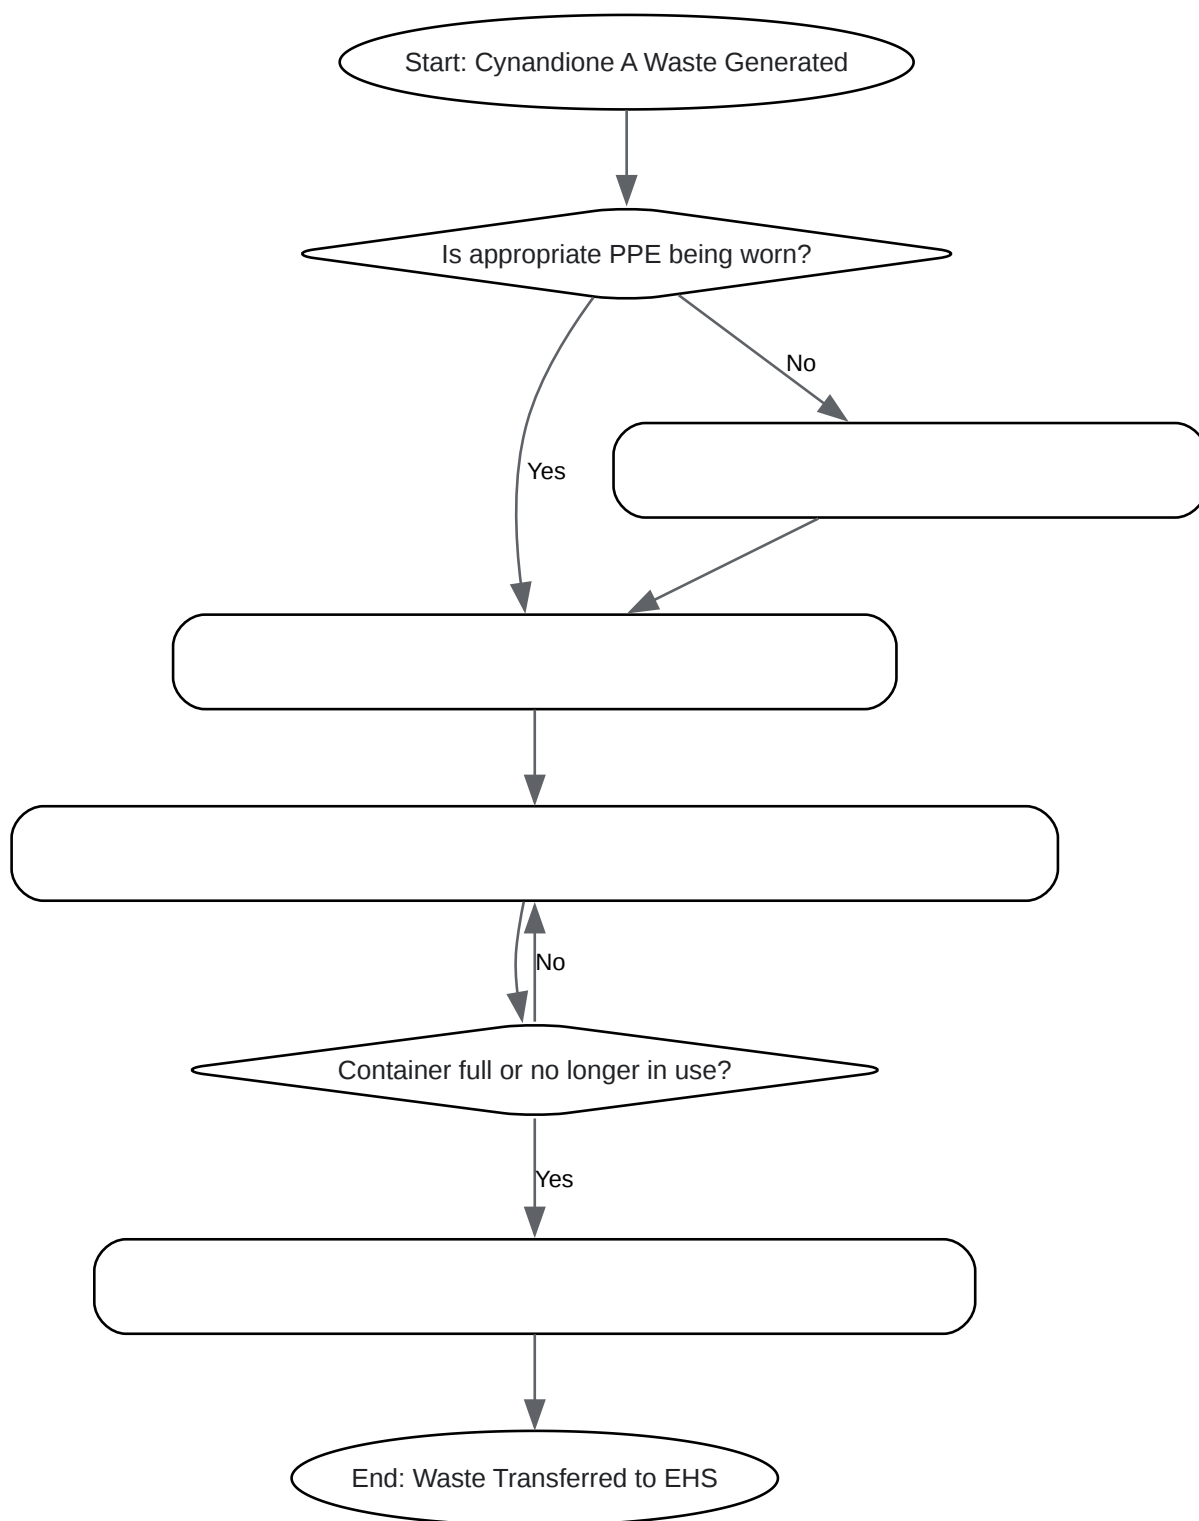 Start: Cynandione A Waste Generated
Is appropriate PPE being worn?
No
Yes
No
Container full or no longer in use?
Yes
End: Waste Transferred to EHS